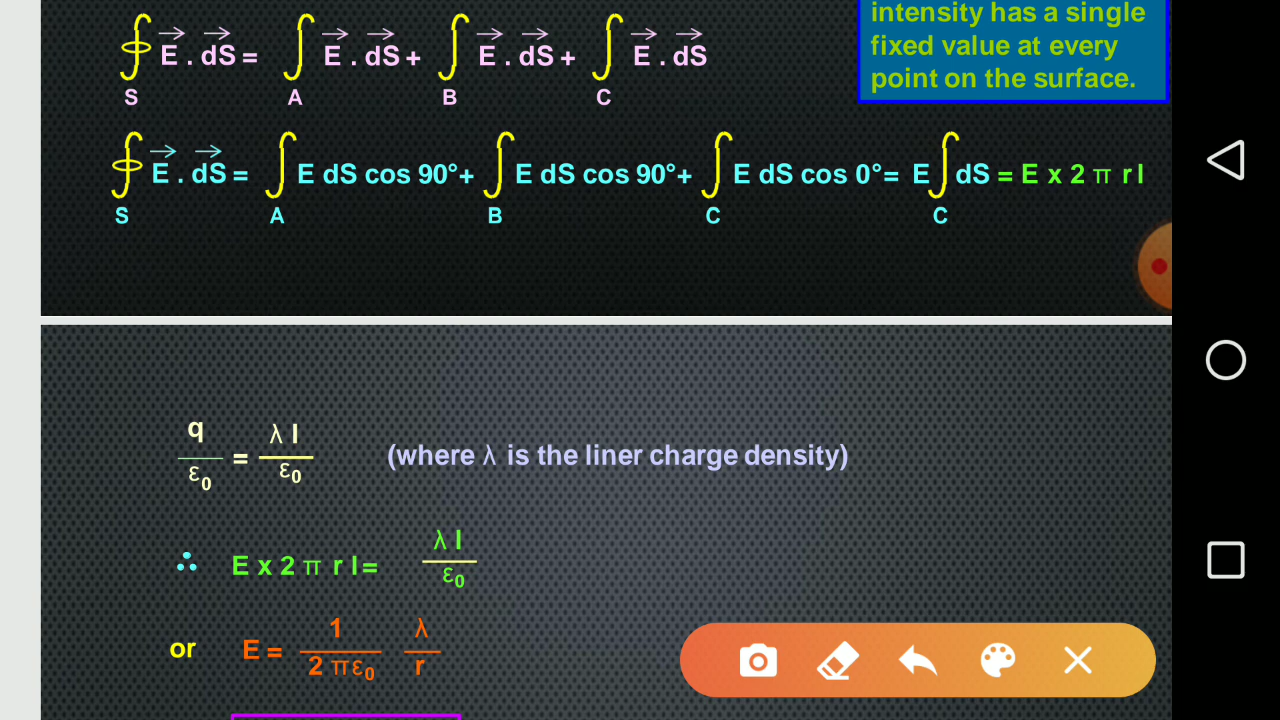 intensity has a single
fixed value at every
point on the surface.
∮ E⃗ . dS⃗ = ∫ E⃗ . dS⃗ + ∫ E⃗ . dS⃗ + ∫ E⃗ . dS⃗
S A B C
∮ E⃗ . dS⃗ = ∫ E dS cos 90° + ∫ E dS cos 90° + ∫ E dS cos 0° = E ∫ dS = E x 2 π r l
S A B C C
q / ε₀ = λ l / ε₀ (where λ is the liner charge density)
∴ E x 2 π r l = λ l / ε₀
or E = 1 / 2 π ε₀ λ / r